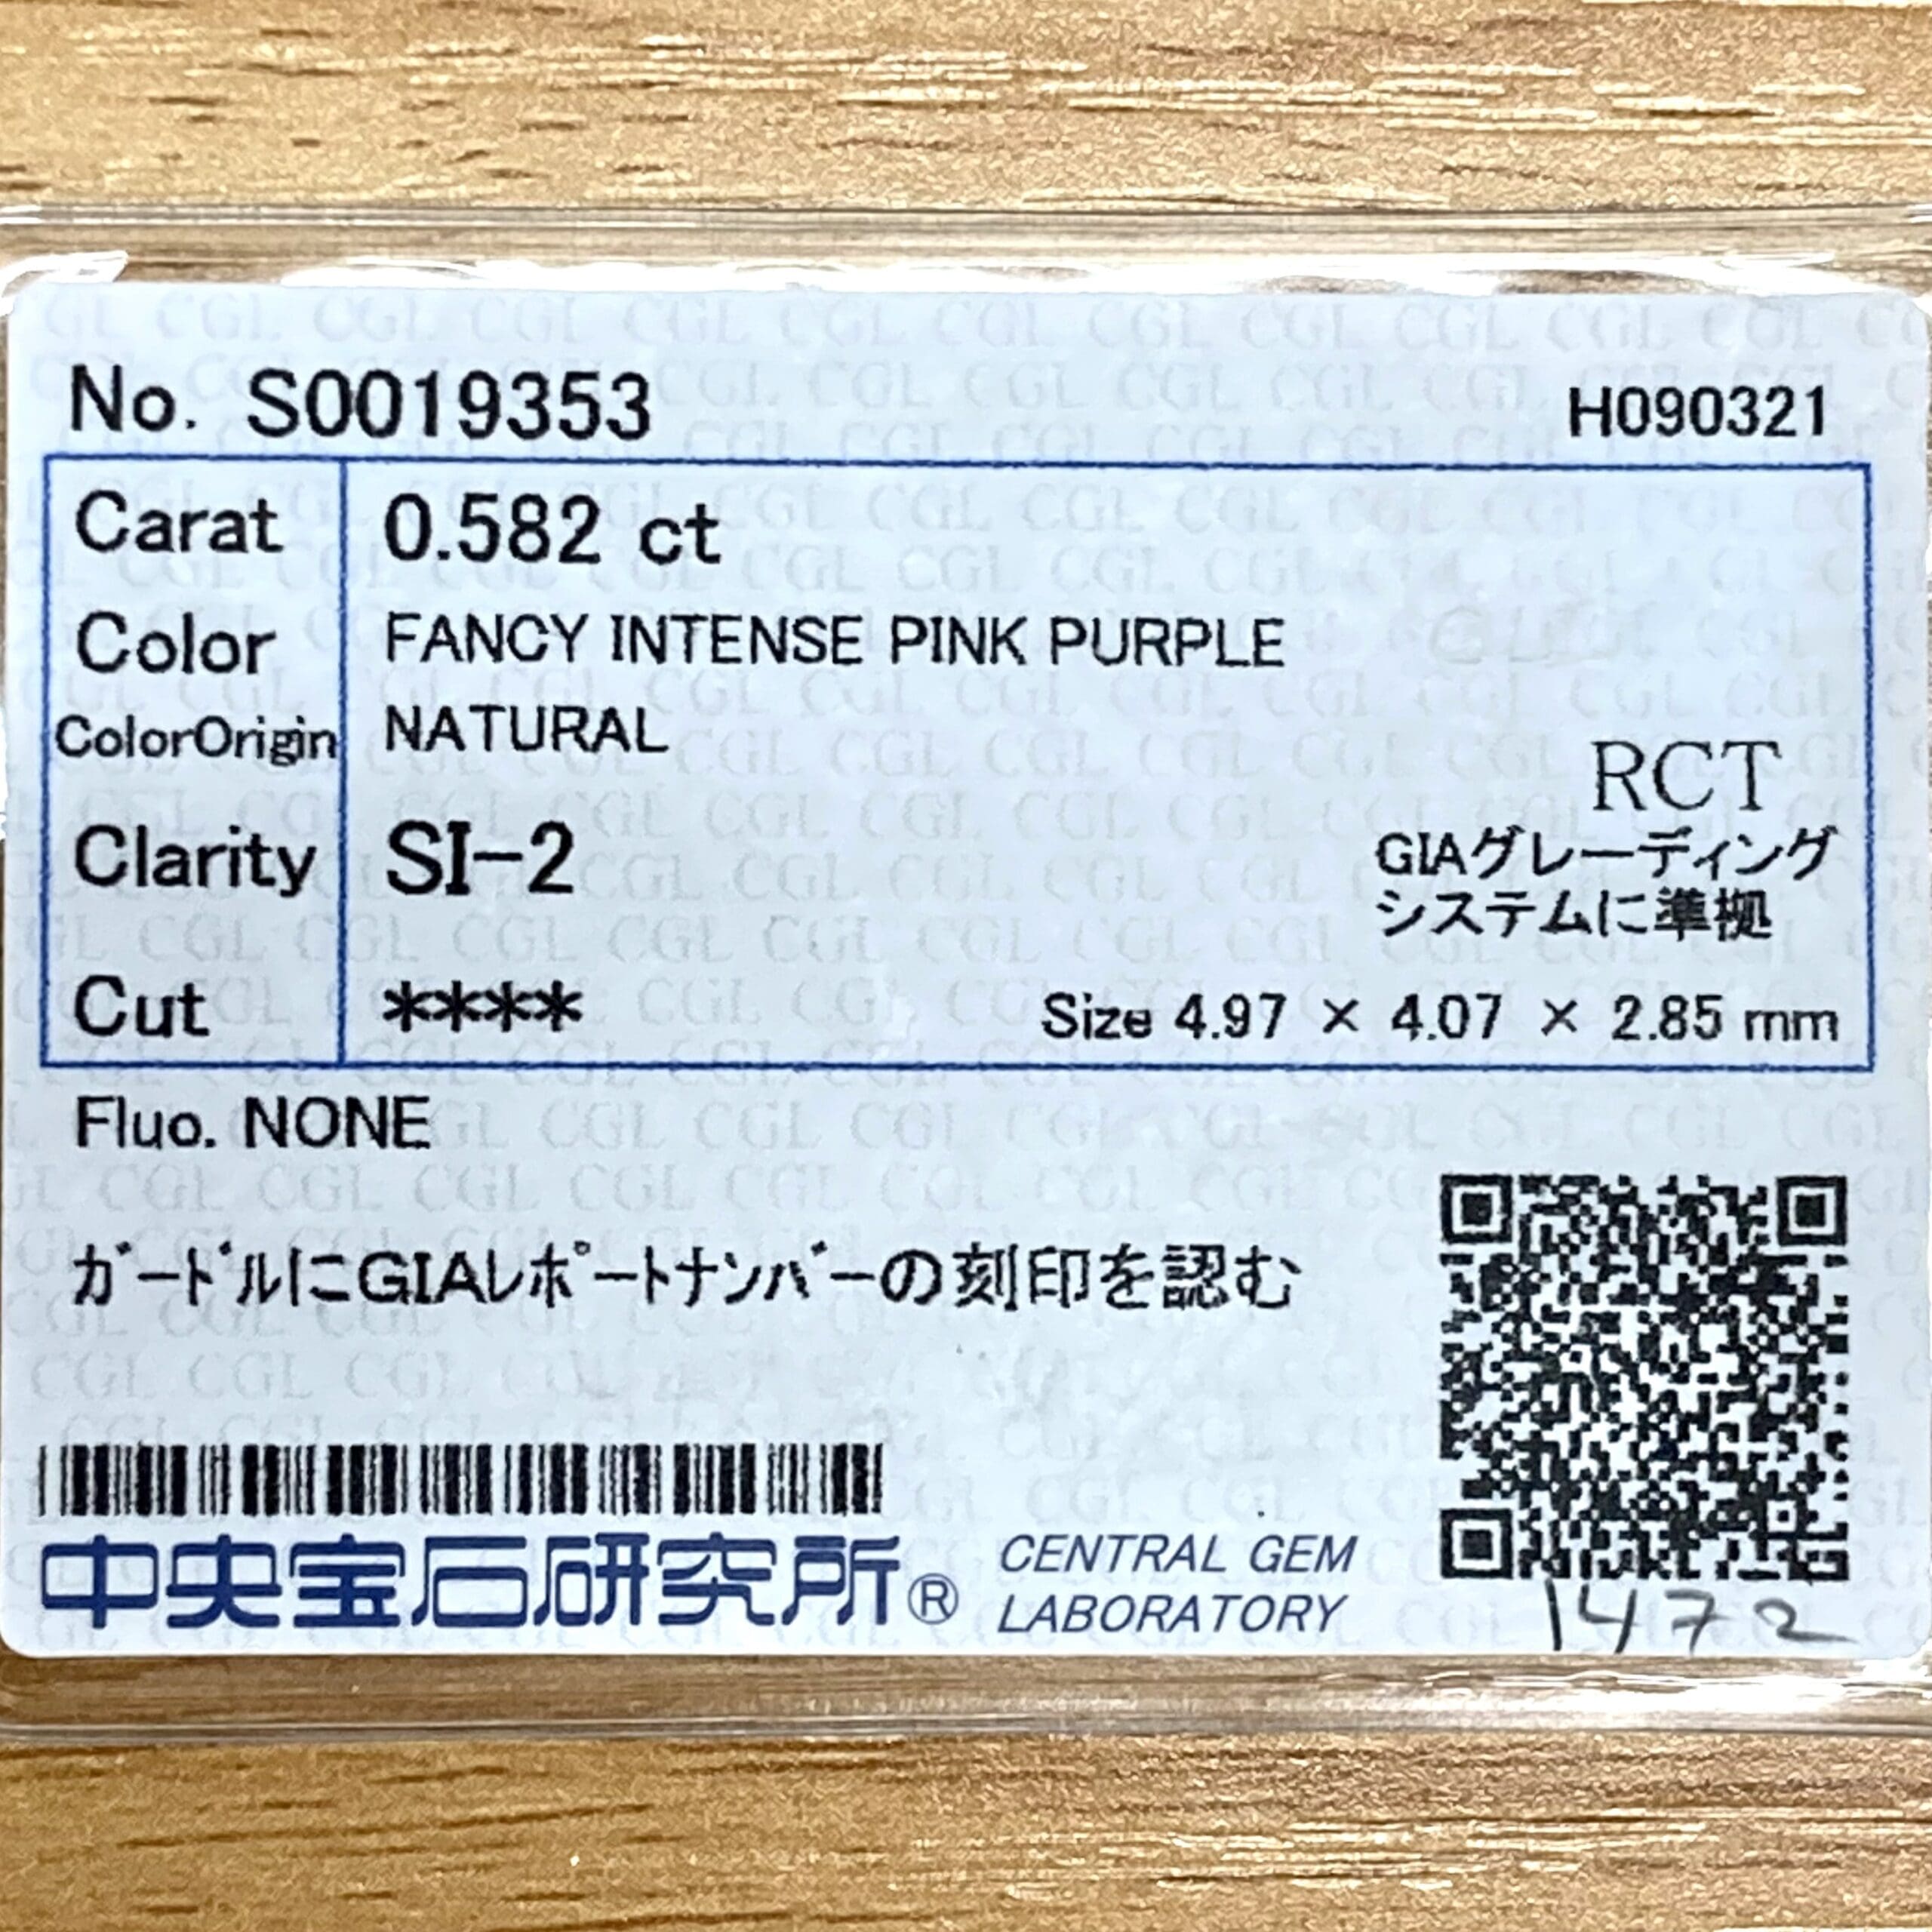 No. S0019353 H090321
Carat 0.582 ct
Color FANCY INTENSE PINK PURPLE
ColorOrigin NATURAL
RCT
Clarity SI-2
GIAグレーディング
システムに準拠
Cut **** Size 4.97 × 4.07 × 2.85 mm
Fluo. NONE
ガードルにGIAレポートナンバーの刻印を認む
中央宝石研究所® CENTRAL GEM
LABORATORY
1472